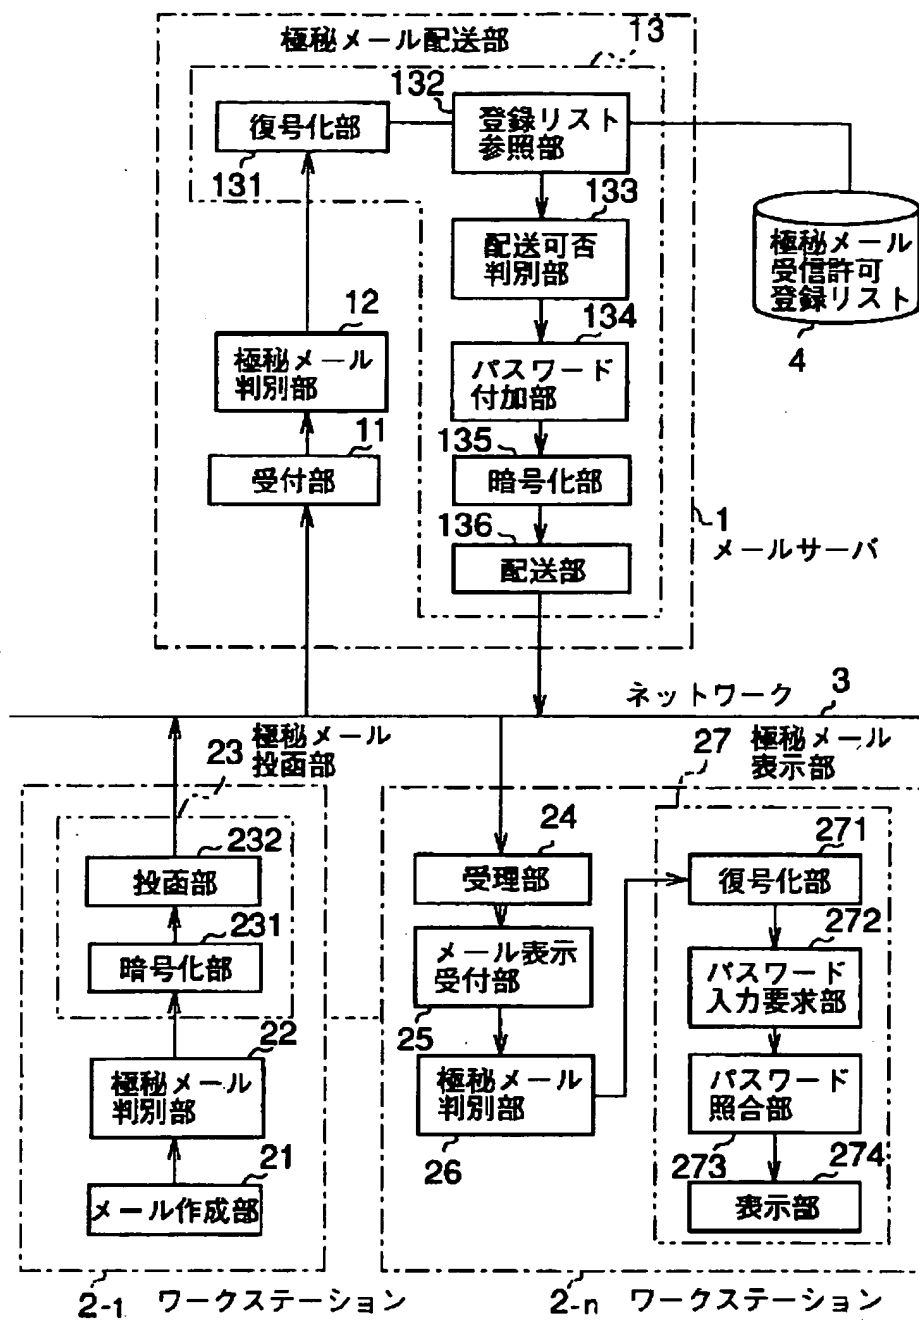 極秘メール配送部
13
132
復号化部
131
登録リスト
参照部
133
配送可否
判別部
極秘メール
受信許可
登録リスト
4
12
極秘メール
判別部
134
パスワード
付加部
11
受付部
135
暗号化部
136
配送部
1
メールサーバ
ネットワーク
3
極秘メール
投函部
23
27
極秘メール
表示部
232
投函部
231
暗号化部
22
極秘メール
判別部
21
メール作成部
2-1
ワークステーション
24
受理部
メール表示
受付部
25
極秘メール
判別部
26
271
復号化部
272
パスワード
入力要求部
パスワード
照合部
273
274
表示部
2-n
ワークステーション